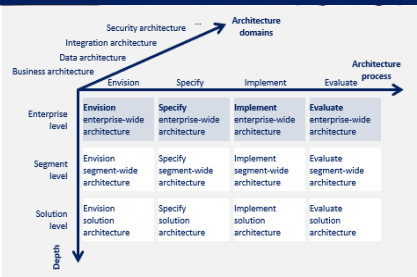 Security architecture
...
Architecture
domains
Integration architecture
Data architecture
Business architecture
Architecture
process
Envision
Specify
Implement
Evaluate
Enterprise
level
Envision
enterprise-wide
architecture
Specify
enterprise-wide
architecture
Implement
enterprise-wide
architecture
Evaluate
enterprise-wide
architecture
Segment
level
Envision
segment-wide
architecture
Specify
segment-wide
architecture
Implement
segment-wide
architecture
Evaluate
segment-wide
architecture
Solution
level
Envision
solution
architecture
Specify
solution
architecture
Implement
solution
architecture
Evaluate
solution
architecture
Depth